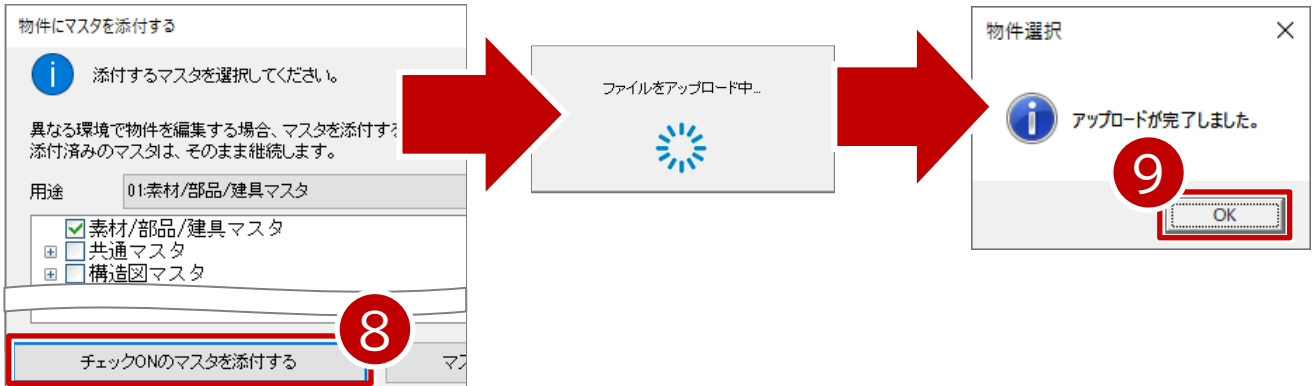 物件にマスタを添付する
添付するマスタを選択してください。
異なる環境で物件を編集する場合、マスタを添付す
添付済みのマスタは、そのまま継続します。
用途 01:素材/部品/建具マスタ
素材/部品/建具マスタ
共通マスタ
構造図マスタ
8
チェックONのマスタを添付する マス
ファイルをアップロード中...
物件選択
アップロードが完了しました。
9
OK